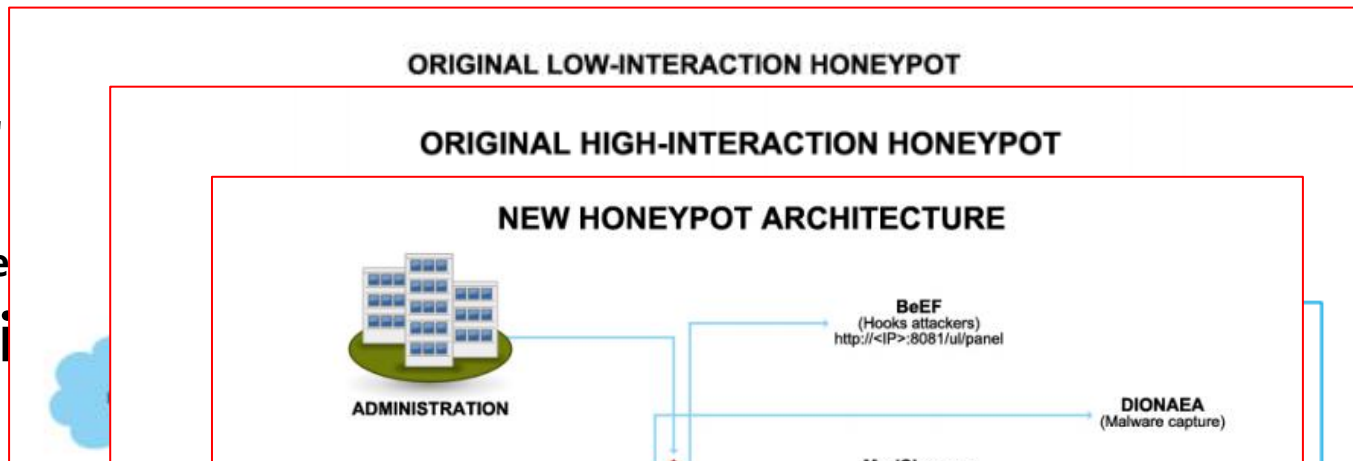 ORIGINAL LOW-INTERACTION HONEYPOT
ORIGINAL HIGH-INTERACTION HONEYPOT
NEW HONEYPOT ARCHITECTURE
BeEF
(Hooks attackers)
http://<IP>:8081/ul/panel
ADMINISTRATION
DIONAEA
(Malware capture)